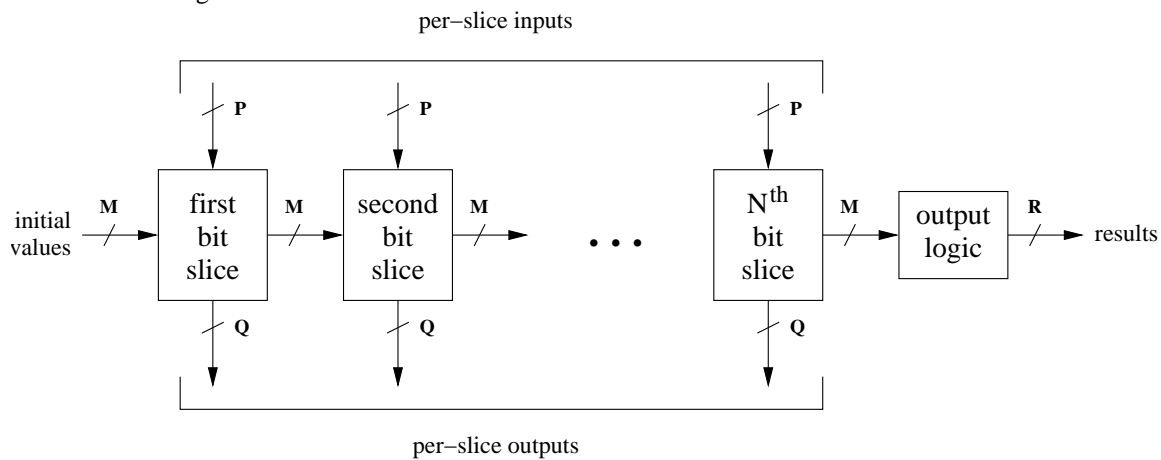 per−slice inputs
P P P
M first bit slice M second bit slice M ... Nth bit slice M output logic R
initial values
results
Q Q Q
per−slice outputs